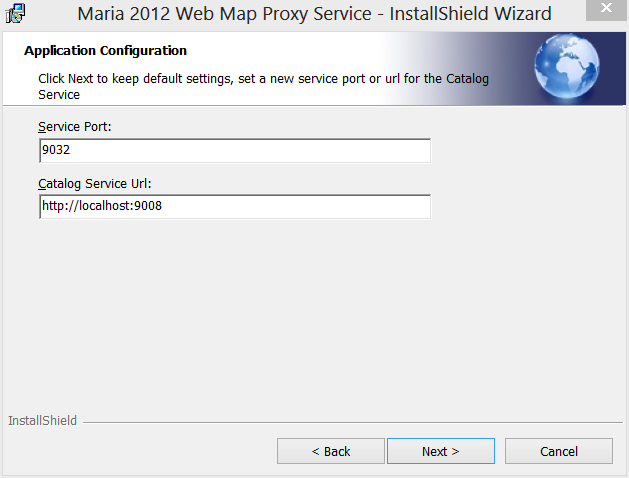 Maria 2012 Web Map Proxy Service - InstallShield Wizard
Application Configuration
Click Next to keep default settings, set a new service port or url for the Catalog
Service
Service Port:
9032
Catalog Service Url:
http://localhost:9008
InstallShield
< Back
Next >
Cancel